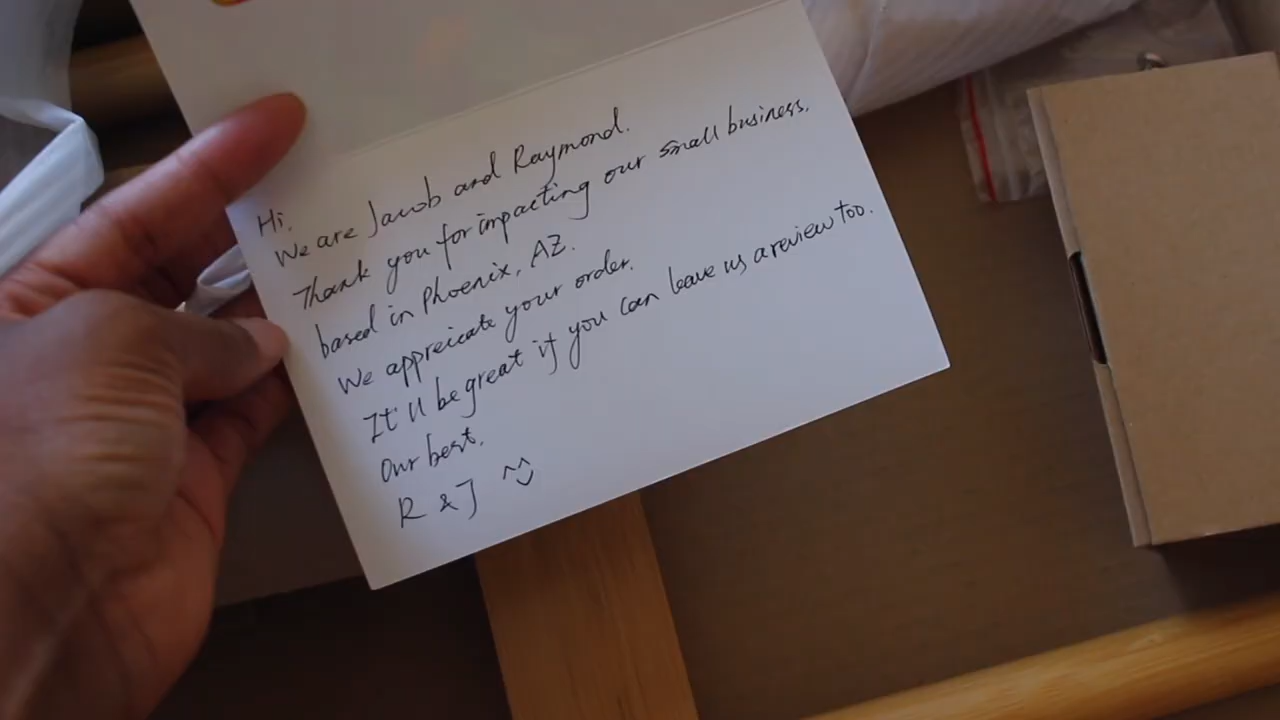 Hi.
We are Jacob and Raymond.
Thank you for impacting our small business.
based in Phoenix, AZ.
We appreicate your order.
It'll be great if you can leave us a review too.
Our best.
R & J ^^